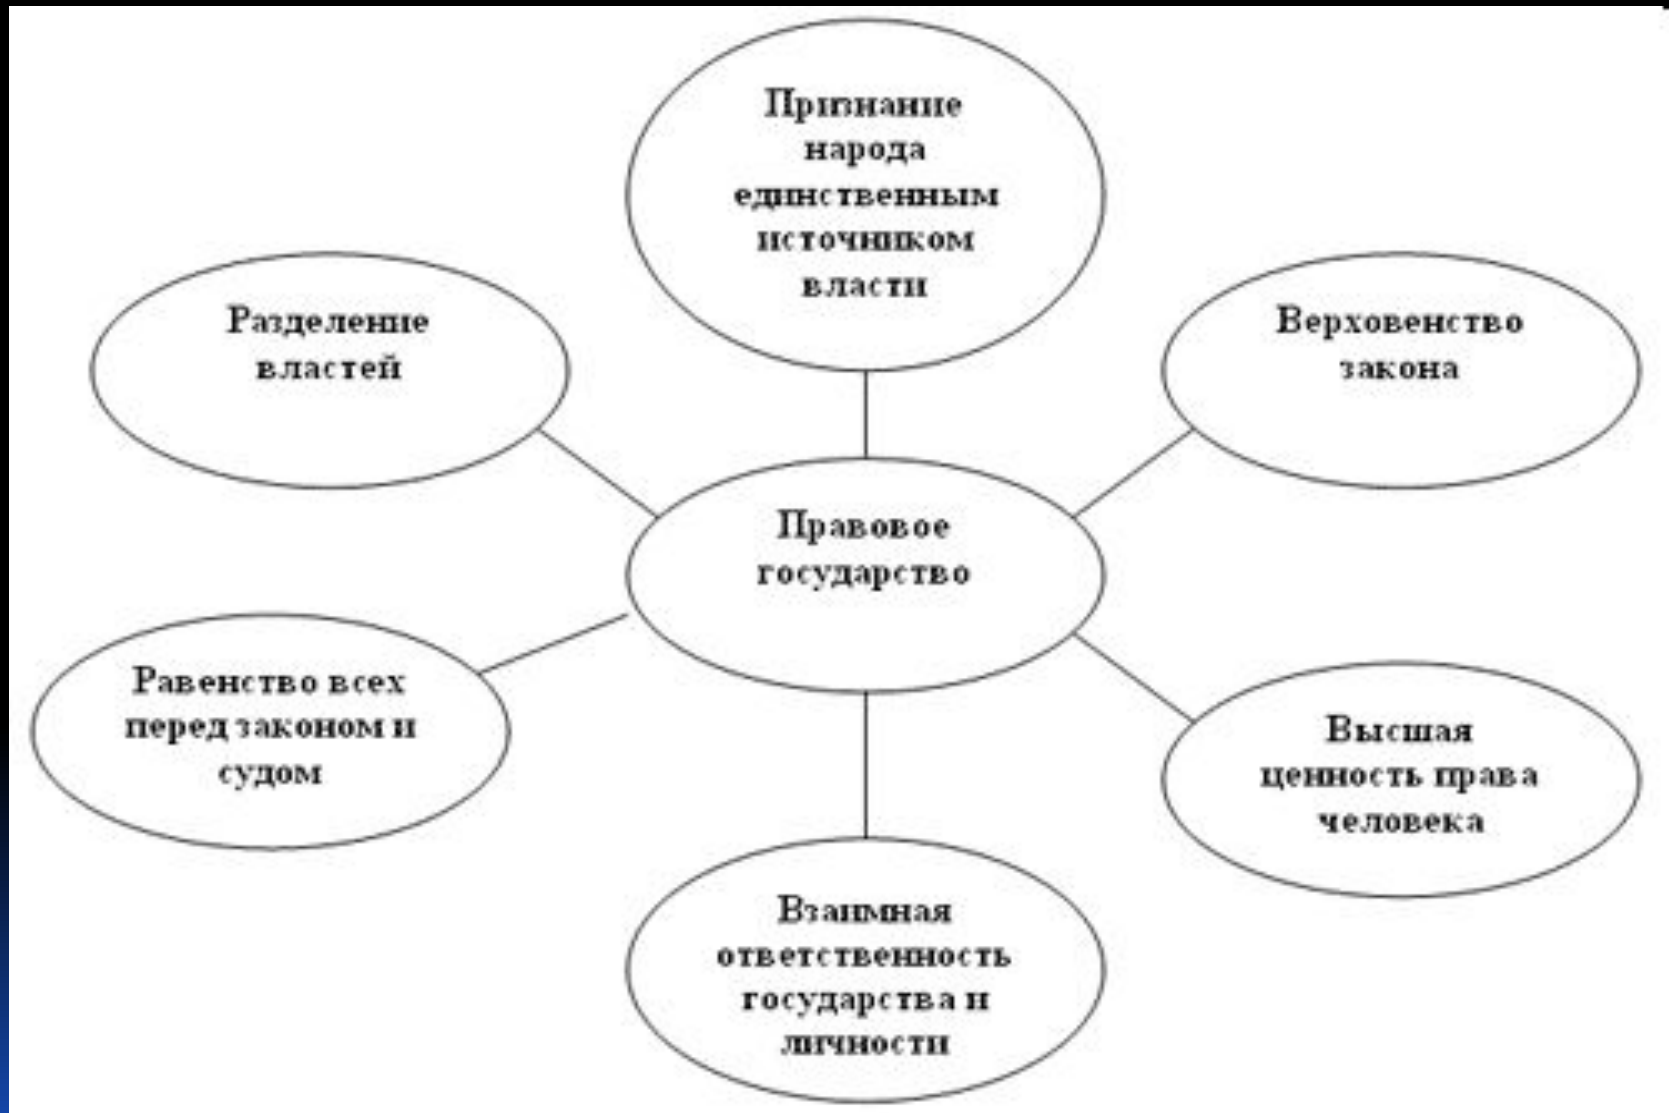 Признание
народа
единственным
источником
власти
Разделение
властей
Верховенство
закона
Правовое
государство
Равенство всех
перед законом и
судом
Высшая
ценность права
человека
Взаимная
ответственность
государства и
личности